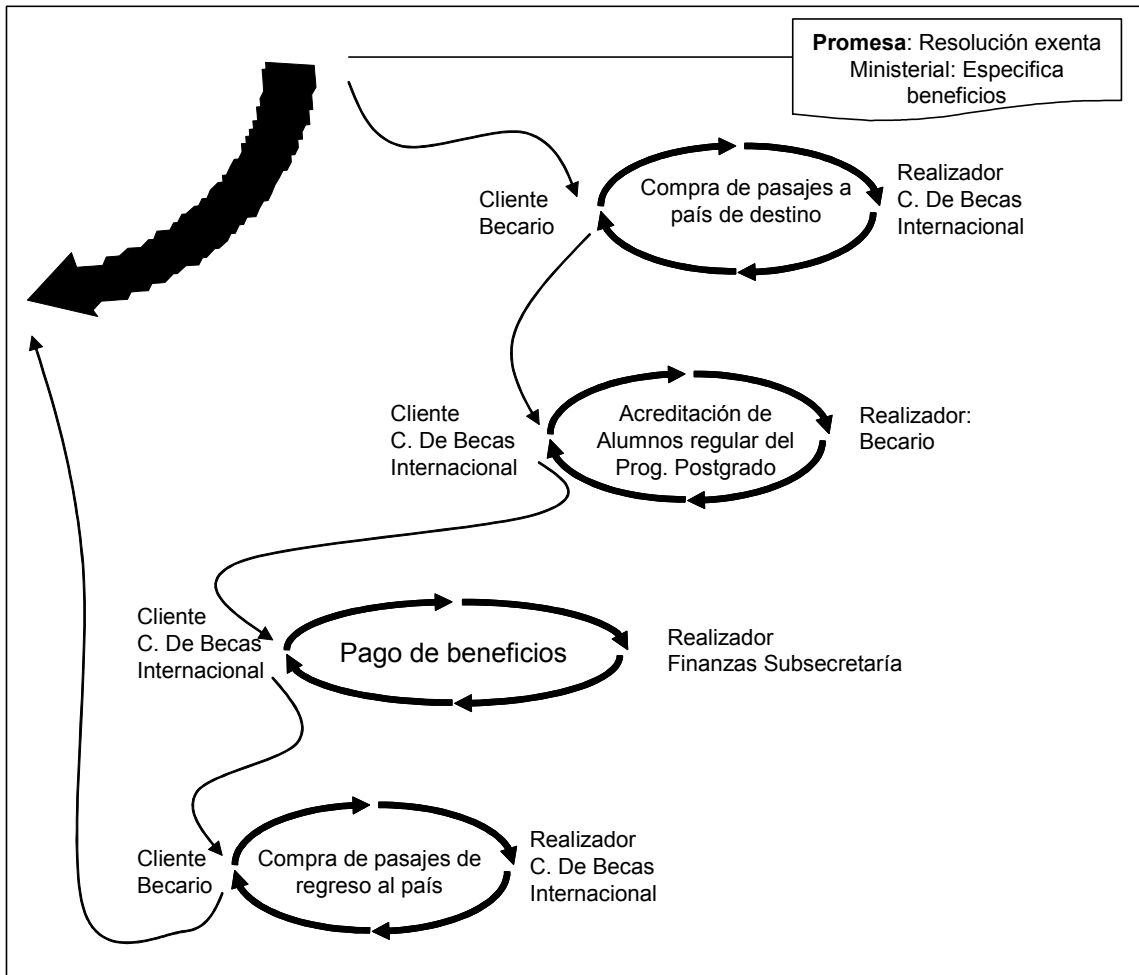 Promesa: Resolución exenta
Ministerial: Especifica
beneficios
Cliente
Becario
Compra de pasajes a
país de destino
Realizador
C. De Becas
Internacional
Cliente
C. De Becas
Internacional
Acreditación de
Alumnos regular del
Prog. Postgrado
Realizador:
Becario
Cliente
C. De Becas
Internacional
Pago de beneficios
Realizador
Finanzas Subsecretaría
Cliente
Becario
Compra de pasajes de
regreso al país
Realizador
C. De Becas
Internacional